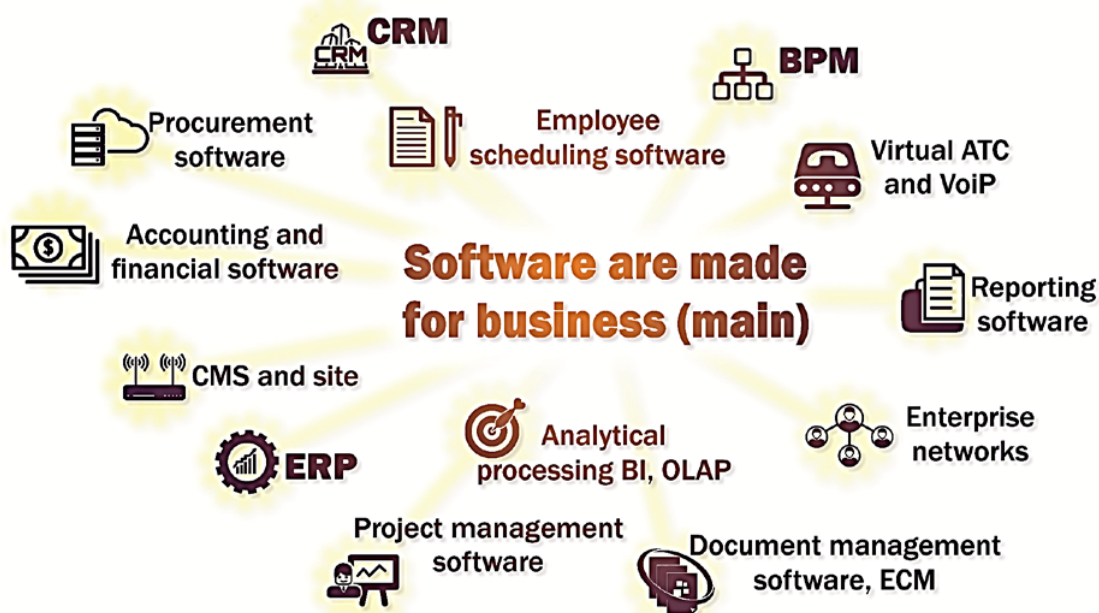 CRM
CRM
BPM
Procurement
software
Employee
scheduling software
Virtual ATC
and VoiP
Accounting and
financial software
Software are made
for business (main)
Reporting
software
CMS and site
ERP
Analytical
processing BI, OLAP
Enterprise
networks
Project management
software
Document management
software, ECM